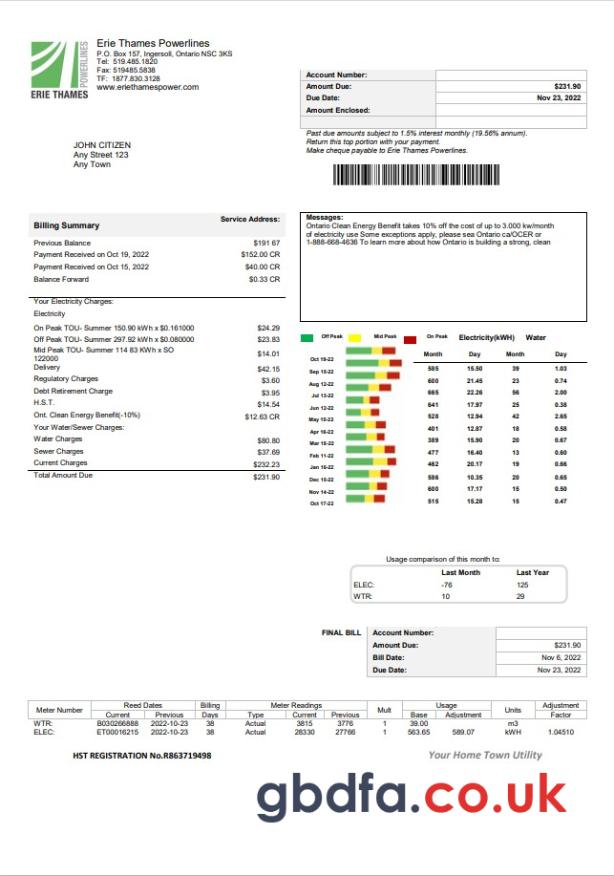 Erie Thames Powerlines
P.O. Box 157, Ingersoll, Ontario NSC 3KS
Tel: 519.485.1820
Fax: 519485.5838
TF: 1877.830.3128
www.eriethamespower.com
POWERLINES
ERIE THAMES
Account Number:
Amount Due: $231.90
Due Date: Nov 23, 2022
Amount Enclosed:
Past due amounts subject to 1.5% interest monthly (19.56% annum).
Return this top portion with your payment.
Make cheque payable to Erie Thames Powerlines.
JOHN CITIZEN
Any Street 123
Any Town
Billing Summary Service Address:
Previous Balance $191 67
Payment Received on Oct 19, 2022 $152.00 CR
Payment Received on Oct 15, 2022 $40.00 CR
Balance Forward $0.33 CR
Your Electricity Charges:
Electricity
On Peak TOU- Summer 150.90 kWh x $0.161000 $24.29
Off Peak TOU- Summer 297.92 kWh x $0.080000 $23.83
Mid Peak TOU- Summer 114 83 KWH x SO
122000 $14.01
Delivery $42.15
Regulatory Charges $3.60
Debt Retirement Charge $3.95
H.S.T. $14.54
Ont. Clean Energy Benefit(-10%) $12.63 CR
Your Water/Sewer Charges:
Water Charges $80.80
Sewer Charges $37.69
Current Charges $232.23
Total Amount Due $231.90
Messages:
Ontario Clean Energy Benefit takes 10% off the cost of up to 3.000 kw/month
of electricity use Some exceptions apply, please sea Ontario ca/OCER or
1-888-668-4636 To learn more about how Ontario is building a strong, clean
Off Peak Mid Peak On Peak Electricity(kWH) Water
Month Day Month Day
Oct 19-22 585 15.50 39 1.03
Sep 10-22 600 21.45 23 0.74
Aug 12-22 665 22.26 56 2.00
Jul 13-22 641 17.97 25 0.38
Jun 12-22 528 12.94 42 2.65
May 15-22 401 12.87 18 0.58
Apr 16-22 389 15.90 20 0.67
Mar 18-22 477 16.40 13 0.60
Feb 11-22 462 20.17 19 0.66
Jan 16-22 586 10.35 20 0.65
Dec 10-22 600 17.17 15 0.50
Nov 14-22 515 15.28 15 0.47
Oct 17-22
Usage comparison of this month to:
Last Month Last Year
ELEC: -76 125
WTR: 10 29
FINAL BILL
Account Number:
Amount Due: $231.90
Bill Date: Nov 6, 2022
Due Date: Nov 23, 2022
Meter Number Reed Dates Billing Meter Readings Mult Usage Units Adjustment
Current Previous Days Type Current Previous Base Adjustment Factor
WTR: B030266888 2022-10-23 38 Actual 3815 3776 1 39.00 m3
ELEC: ET00016215 2022-10-23 38 Actual 28330 27766 1 563.65 589.07 kWH 1.04510
HST REGISTRATION No.R863719498
Your Home Town Utility
gbdfa.co.uk